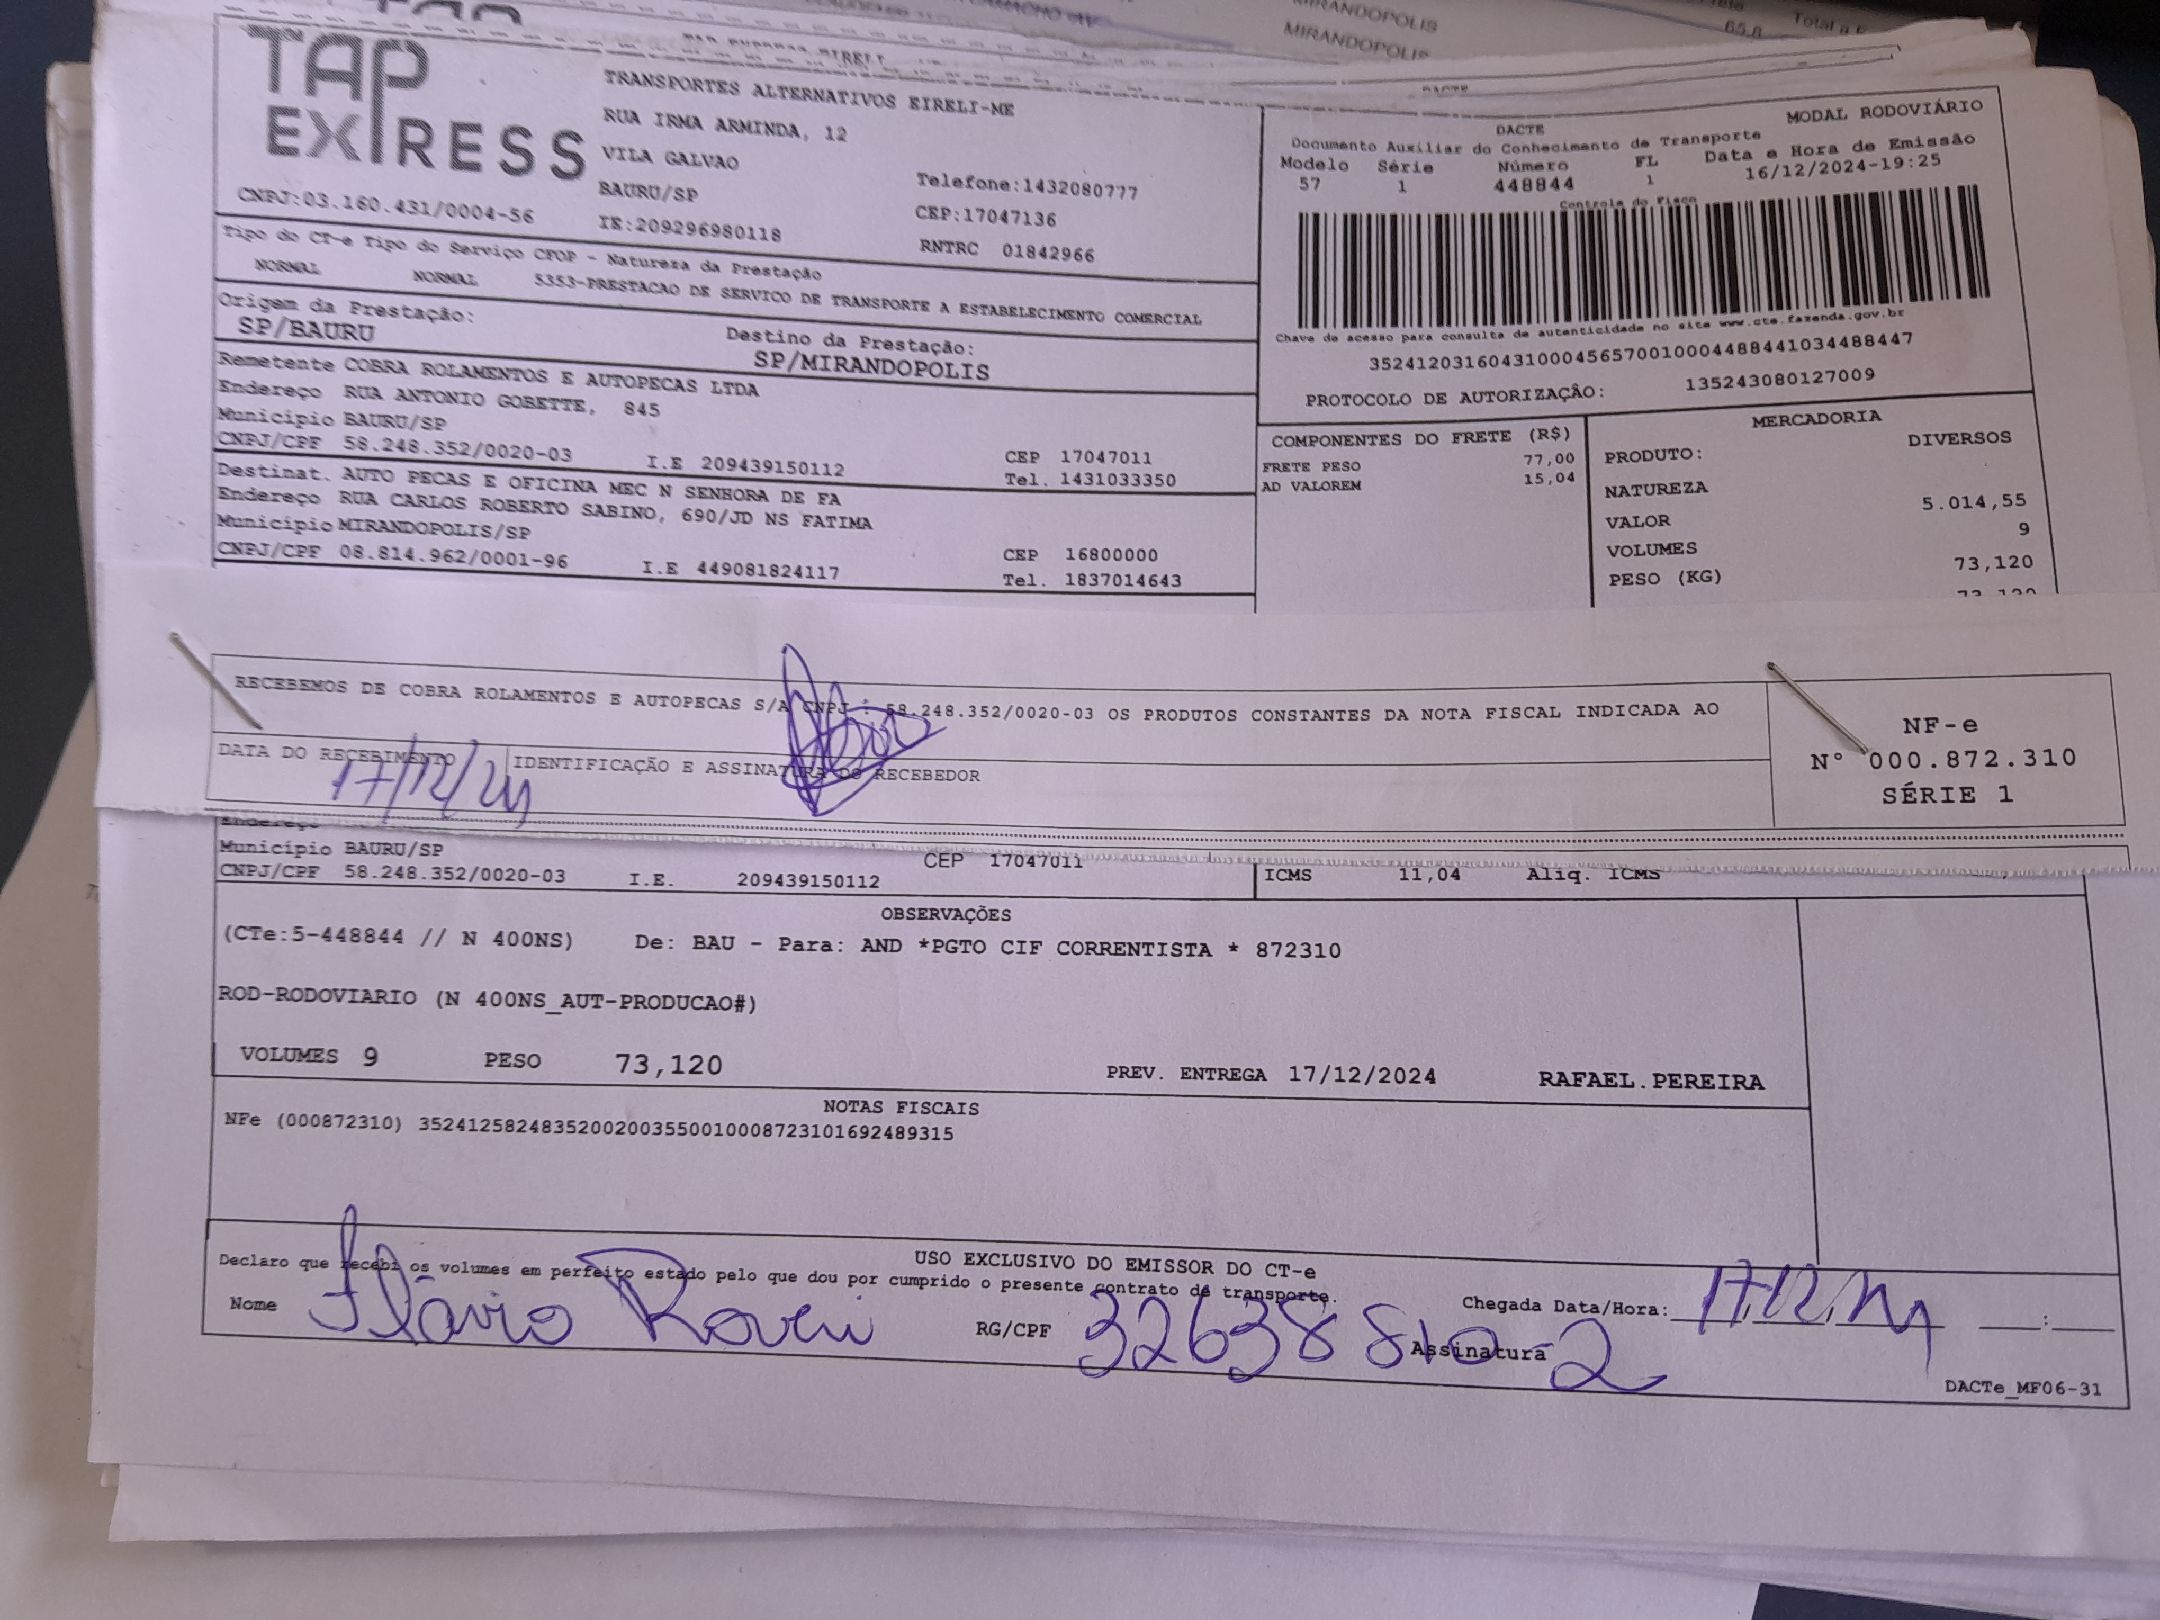 MIRANDOPOLIS
MIRANDOPOLIS
65,8
Total a
TAP
EXPRESS
TRANSPORTES ALTERNATIVOS EIRELI-ME
RUA IRMA ARMINDA, 12
VILA GALVAO
BAURU/SP
Telefone:1432080777
CNPJ:03.160.431/0004-56
IE:209296980118
CEP:17047136
RNTRC 01842966
DACTE
MODAL RODOVIÁRIO
Documento Auxiliar do Conhecimento de Transporte
Modelo Série Número FL Data e Hora de Emissão
57 1 448844 1 16/12/2024-19:25
Controle do Fisco
Chave de acesso para consulta de autenticidade no site www.cte.fazenda.gov.br
35241203160431000456570010004488441034488447
PROTOCOLO DE AUTORIZAÇÃO: 135243080127009
Tipo do CT-e Tipo do Serviço CFOP - Natureza da Prestação
NORMAL NORMAL 5353-PRESTACAO DE SERVICO DE TRANSPORTE A ESTABELECIMENTO COMERCIAL
Origem da Prestação: Destino da Prestação:
SP/BAURU SP/MIRANDOPOLIS
Remetente COBRA ROLAMENTOS E AUTOPECAS LTDA
Endereço RUA ANTONIO GOBETTE, 845
Município BAURU/SP CEP 17047011
CNPJ/CPF 58.248.352/0020-03 I.E 209439150112 Tel. 1431033350
Destinat. AUTO PECAS E OFICINA MEC N SENHORA DE FA
Endereço RUA CARLOS ROBERTO SABINO, 690/JD NS FATIMA
Município MIRANDOPOLIS/SP CEP 16800000
CNPJ/CPF 08.814.962/0001-96 I.E 449081824117 Tel. 1837014643
COMPONENTES DO FRETE (R$)
FRETE PESO 77,00
AD VALOREM 15,04
MERCADORIA
PRODUTO: DIVERSOS
NATUREZA
VALOR 5.014,55
VOLUMES 9
PESO (KG) 73,120
RECEBEMOS DE COBRA ROLAMENTOS E AUTOPECAS S/A CNPJ : 58.248.352/0020-03 OS PRODUTOS CONSTANTES DA NOTA FISCAL INDICADA AO
DATA DO RECEBIMENTO IDENTIFICAÇÃO E ASSINATURA DO RECEBEDOR
17/12/24
NF-e
N° 000.872.310
SÉRIE 1
Endereço
Município BAURU/SP CEP 17047011
CNPJ/CPF 58.248.352/0020-03 I.E. 209439150112
ICMS 11,04 Aliq. ICMS
OBSERVAÇÕES
(CTe:5-448844 // N 400NS) De: BAU - Para: AND *PGTO CIF CORRENTISTA * 872310
ROD-RODOVIARIO (N 400NS_AUT-PRODUCAO#)
VOLUMES 9 PESO 73,120 PREV. ENTREGA 17/12/2024 RAFAEL.PEREIRA
NOTAS FISCAIS
NFe (000872310) 35241258248352002003550010008723101692489315
USO EXCLUSIVO DO EMISSOR DO CT-e
Declaro que recebi os volumes em perfeito estado pelo que dou por cumprido o presente contrato de transporte.
Nome Flávio Roveri RG/CPF 32638810-2 Assinatura
Chegada Data/Hora: 17.12.24 :
DACTe_MF06-31